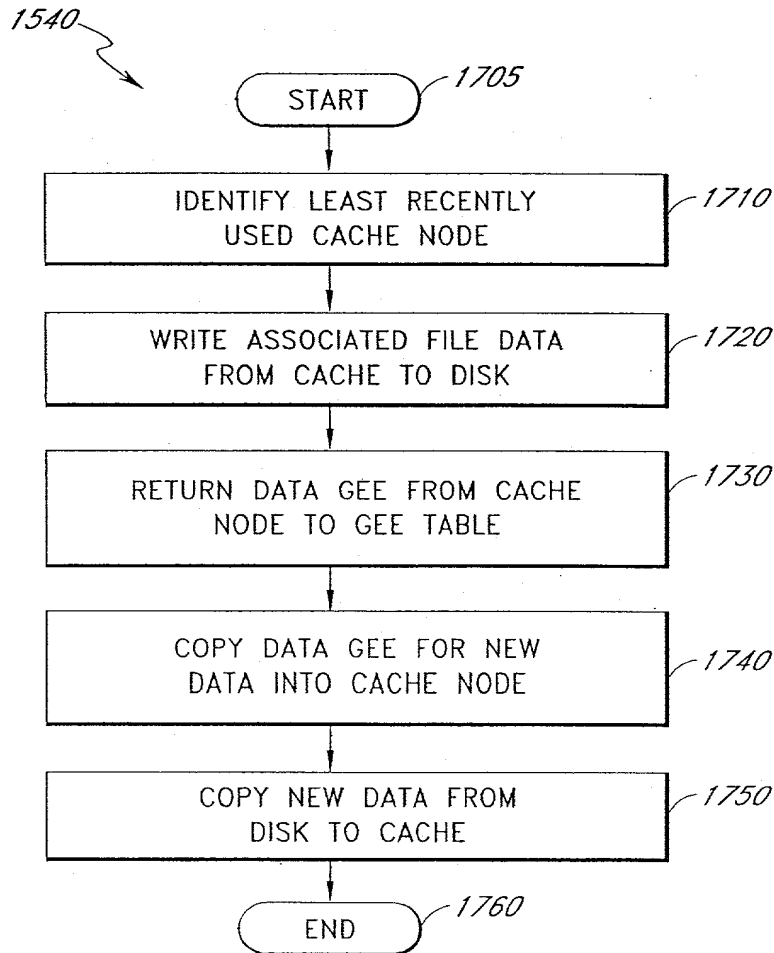 1540
START
1705
IDENTIFY LEAST RECENTLY
USED CACHE NODE
1710
WRITE ASSOCIATED FILE DATA
FROM CACHE TO DISK
1720
RETURN DATA GEE FROM CACHE
NODE TO GEE TABLE
1730
COPY DATA GEE FOR NEW
DATA INTO CACHE NODE
1740
COPY NEW DATA FROM
DISK TO CACHE
1750
END
1760